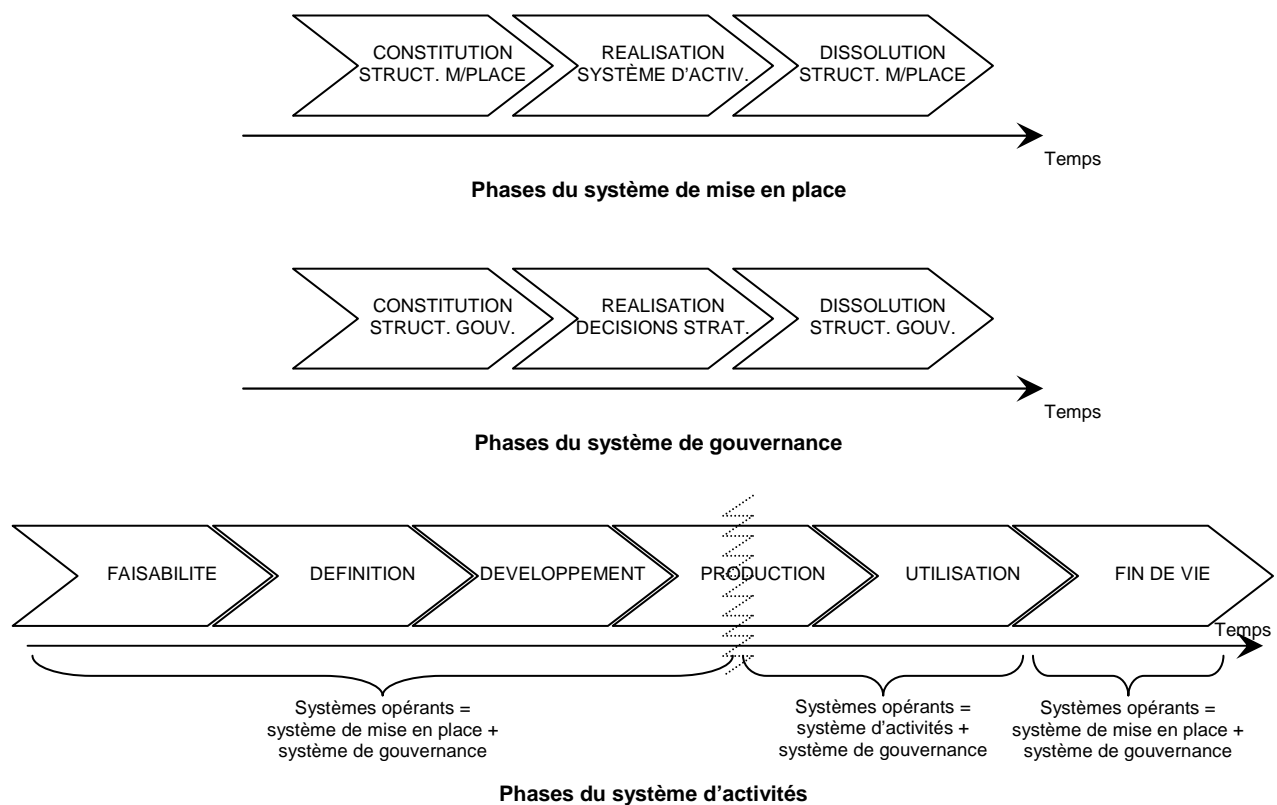 CONSTITUTION
STRUCT. M/PLACE
REALISATION
SYSTÈME D'ACTIV.
DISSOLUTION
STRUCT. M/PLACE
Temps
Phases du système de mise en place
CONSTITUTION
STRUCT. GOUV.
REALISATION
DECISIONS STRAT.
DISSOLUTION
STRUCT. GOUV.
Temps
Phases du système de gouvernance
FAISABILITE
DEFINITION
DEVELOPPEMENT
PRODUCTION
UTILISATION
FIN DE VIE
Temps
Systèmes opérants =
système de mise en place +
système de gouvernance
Systèmes opérants =
système d'activités +
système de gouvernance
Systèmes opérants =
système de mise en place +
système de gouvernance
Phases du système d'activités